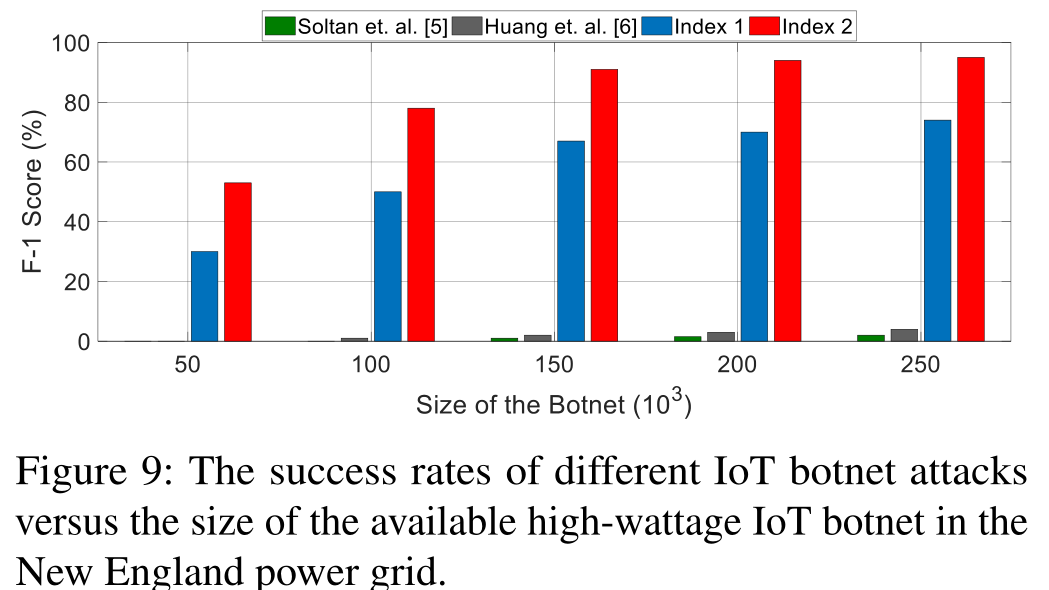 Soltan et. al. [5] Huang et. al. [6] Index 1 Index 2
100
80
60
40
20
0
F-1 Score (%)
50 100 150 200 250
Size of the Botnet (10³)
Figure 9: The success rates of different IoT botnet attacks
versus the size of the available high-wattage IoT botnet in the
New England power grid.